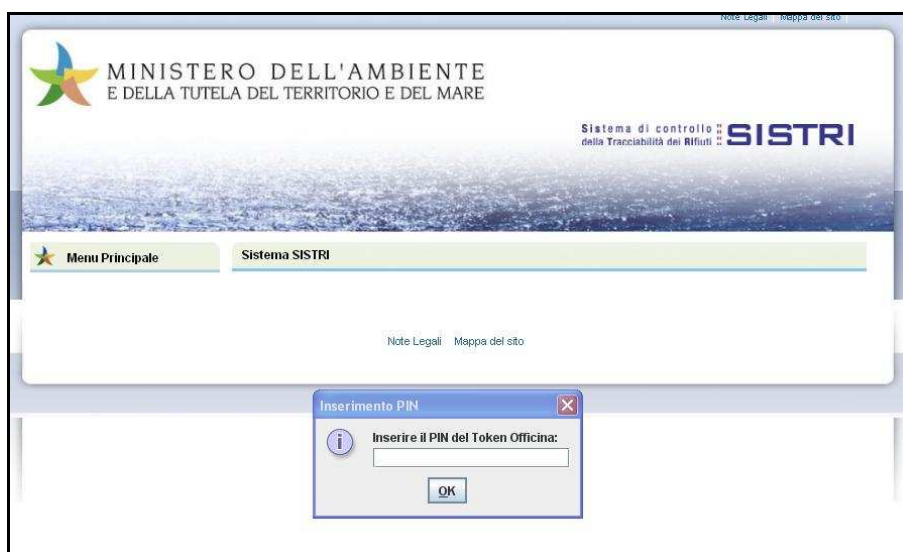 Note Legali Mappa del sito
MINISTERO DELL'AMBIENTE
E DELLA TUTELA DEL TERRITORIO E DEL MARE
Sistema di controllo
della Tracciabilità dei Rifiuti
SISTRI
Menu Principale
Sistema SISTRI
Note Legali Mappa del sito
Inserimento PIN
Inserire il PIN del Token Officina:
OK